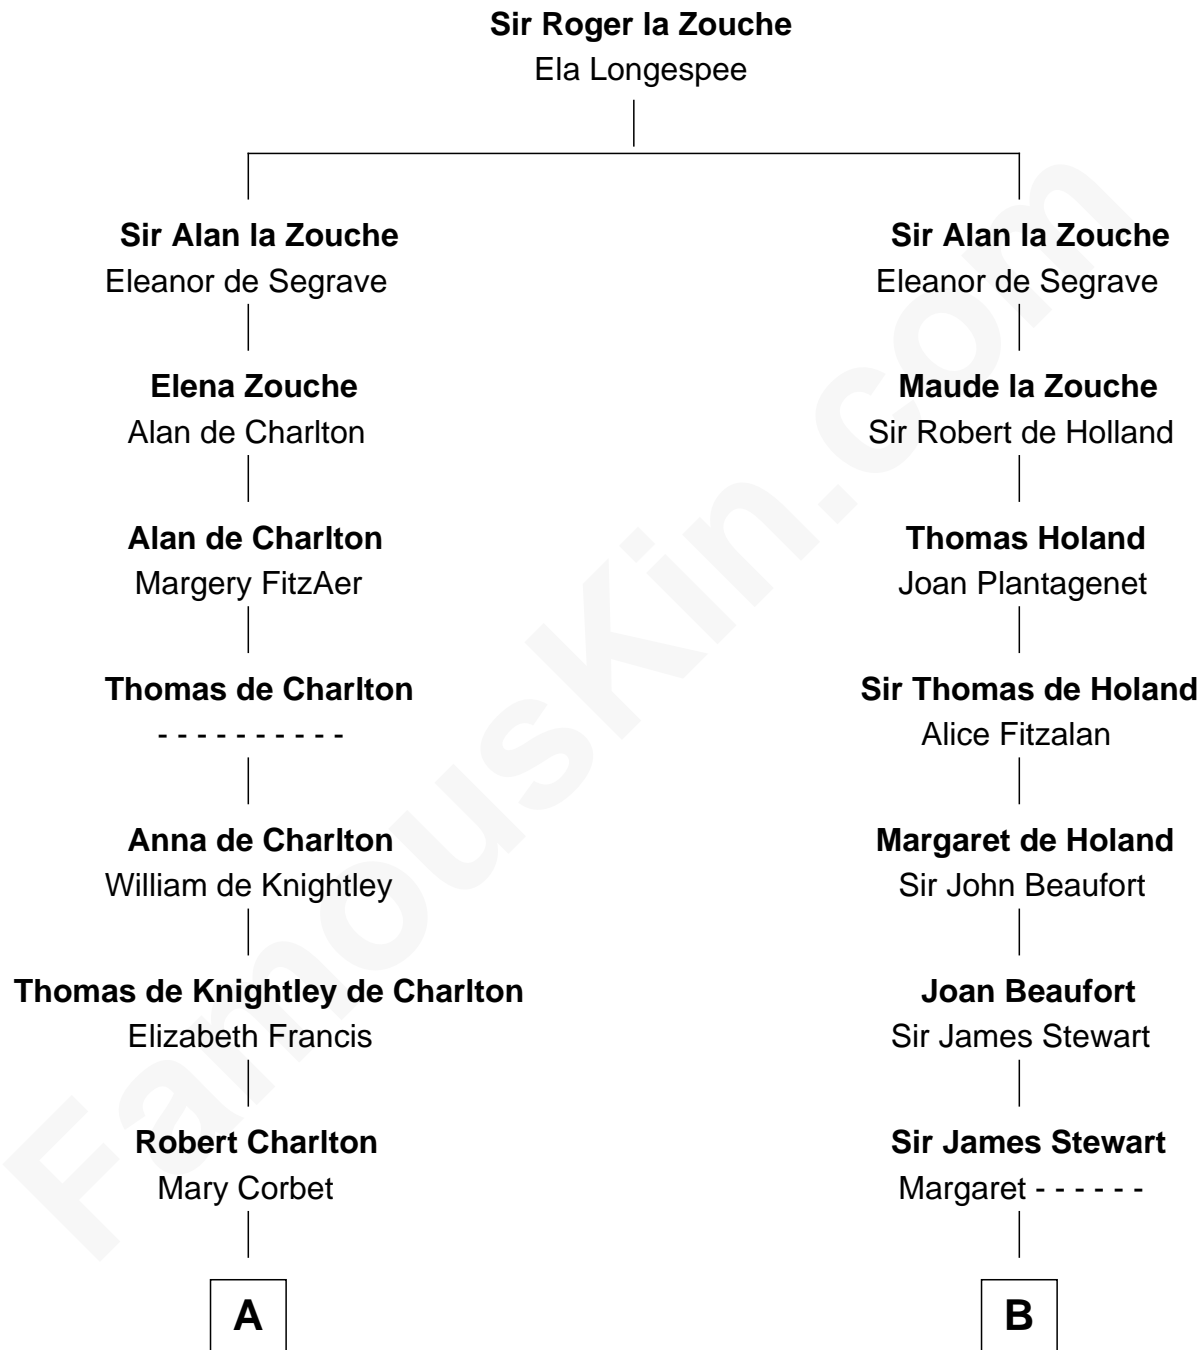 Sir Roger la Zouche
Ela Longespee
Sir Alan la Zouche
Eleanor de Segrave
Sir Alan la Zouche
Eleanor de Segrave
Elena Zouche
Alan de Charlton
Maude la Zouche
Sir Robert de Holland
Alan de Charlton
Margery FitzAer
Thomas Holand
Joan Plantagenet
Thomas de Charlton
- - - - - - - - - -
Sir Thomas de Holand
Alice Fitzalan
Anna de Charlton
William de Knightley
Margaret de Holand
Sir John Beaufort
Thomas de Knightley de Charlton
Elizabeth Francis
Joan Beaufort
Sir James Stewart
Robert Charlton
Mary Corbet
Sir James Stewart
Margaret - - - - - -
A
B
FamousKin.com